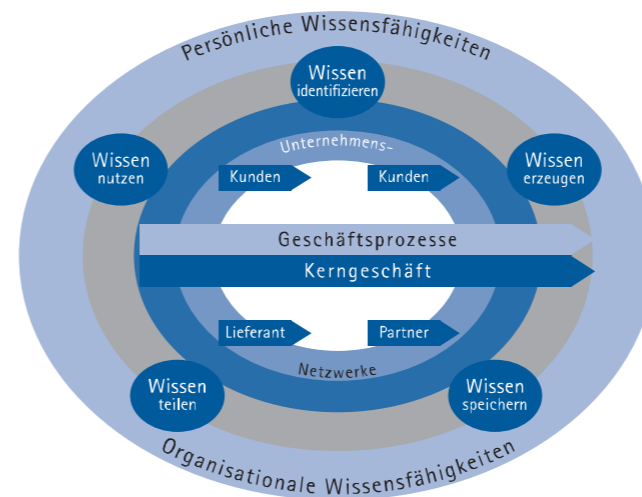 Persönliche Wissensfähigkeiten
Wissen
identifizieren
Unternehmens-
Wissen
nutzen
Wissen
erzeugen
Kunden
Kunden
Geschäftsprozesse
Kerngeschäft
Lieferant
Partner
Netzwerke
Wissen
teilen
Wissen
speichern
Organisationale Wissensfähigkeiten